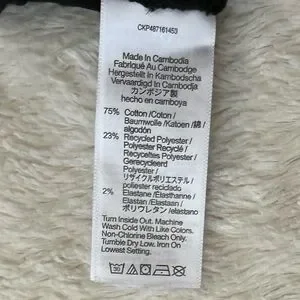 CKP487161453
Made In Cambodia
Fabriqué Au Cambodge
Hergestellt In Kambodscha
Vervaardigd In Cambodja
カンボジア製
hecho en camboya
75% Cotton /Coton /
Baumwolle /Katoen /綿 /
algodón
23% Recycled Polyester /
Polyester Recyclé /
Recyceltes Polyester /
Gerecycleerd
Polyester /
リサイクルポリエステル /
poliester reciclado
2% Elastane /Élasthanne /
Elastan /Elastaan /
ポリウレタン /elastano
Turn Inside Out. Machine
Wash Cold With Like Colors.
Non-Chlorine Bleach Only.
Tumble Dry Low. Iron On
Lowest Setting.